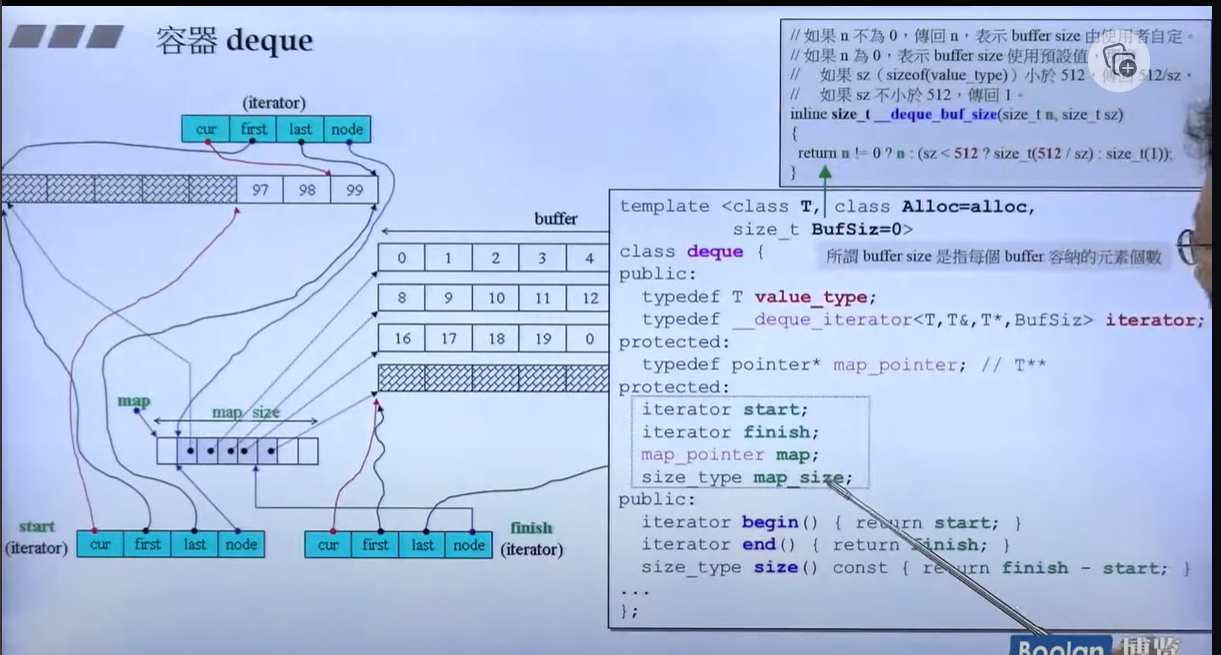 容器 deque
(iterator)
cur first last node
97 98 99
buffer
0 1 2 3 4
8 9 10 11 12
16 17 18 19 0
map
map_size
start
(iterator)
cur first last node
cur first last node
finish
(iterator)
// 如果 n 不為 0，傳回 n，表示 buffer size 由使用者自定。
// 如果 n 為 0，表示 buffer size 使用預設值，
// 如果 sz（sizeof(value_type)）小於 512，傳回 512/sz，
// 如果 sz 不小於 512，傳回 1。
inline size_t __deque_buf_size(size_t n, size_t sz)
{
return n != 0 ? n : (sz < 512 ? size_t(512 / sz) : size_t(1));
}
template <class T, class Alloc=alloc,
size_t BufSiz=0>
class deque {
所謂 buffer size 是指每個 buffer 容納的元素個數
public:
typedef T value_type;
typedef __deque_iterator<T,T&,T*,BufSiz> iterator;
protected:
typedef pointer* map_pointer; // T**
protected:
iterator start;
iterator finish;
map_pointer map;
size_type map_size;
public:
iterator begin() { return start; }
iterator end() { return finish; }
size_type size() const { return finish - start; }
...
};
Boolan 博览